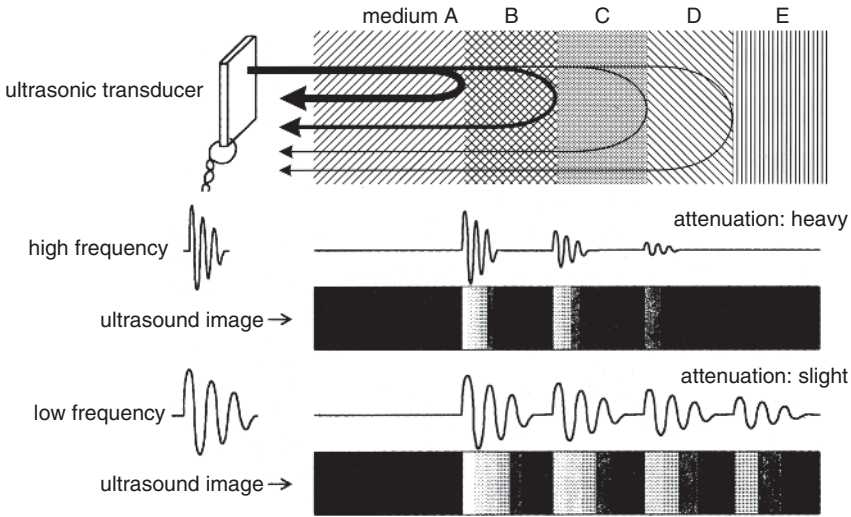 medium A B C D E
ultrasonic transducer
attenuation: heavy
high frequency
ultrasound image →
attenuation: slight
low frequency
ultrasound image →